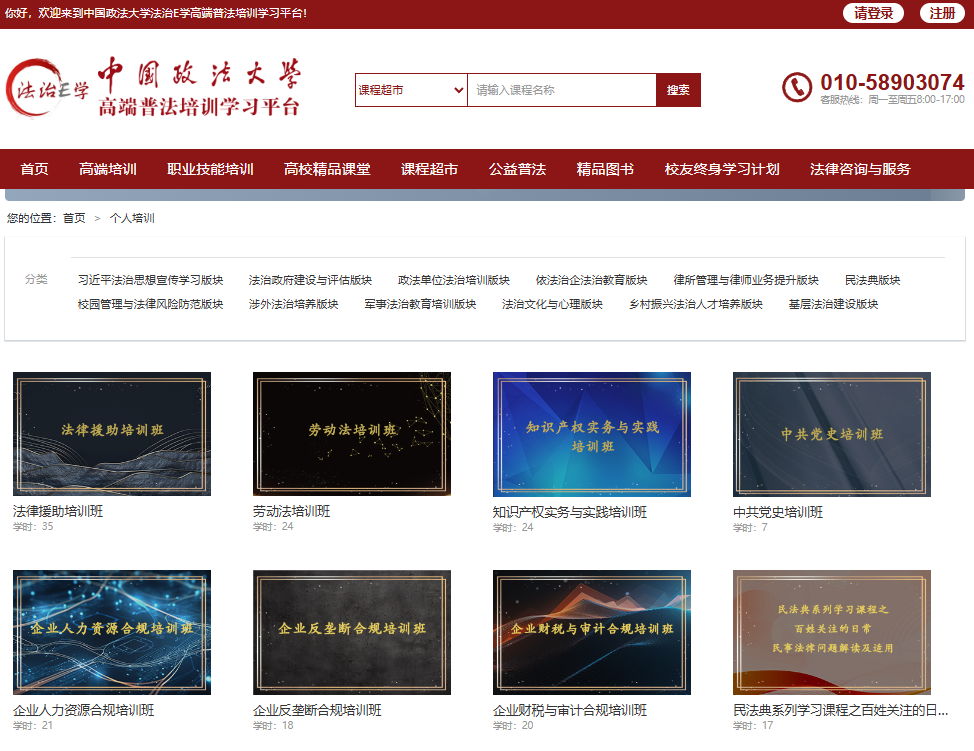 你好，欢迎来到中国政法大学法治E学高端普法培训学习平台！
请登录 注册
法治E学
中国政法大学
高端普法培训学习平台
课程超市 请输入课程名称 搜索
010-58903074
客服热线：周一至周五8:00-17:00
首页 高端培训 职业技能培训 高校精品课堂 课程超市 公益普法 精品图书 校友终身学习计划 法律咨询与服务
您的位置：首页 > 个人培训
分类 习近平法治思想宣传学习版块 法治政府建设与评估版块 政法单位法治培训版块 依法治企法治教育版块 律所管理与律师业务提升版块 民法典版块
校园管理与法律风险防范版块 涉外法治培养版块 军事法治教育培训版块 法治文化与心理版块 乡村振兴法治人才培养版块 基层法治建设版块
法律援助培训班
劳动法培训班
知识产权实务与实践
培训班
中共党史培训班
法律援助培训班
学时：35
劳动法培训班
学时：24
知识产权实务与实践培训班
学时：24
中共党史培训班
学时：7
企业人力资源合规培训班
企业反垄断合规培训班
企业财税与审计合规培训班
民法典系列学习课程之
百姓关注的日常
民事法律问题解读及适用
企业人力资源合规培训班
学时：21
企业反垄断合规培训班
学时：18
企业财税与审计合规培训班
学时：20
民法典系列学习课程之百姓关注的日...
学时：17